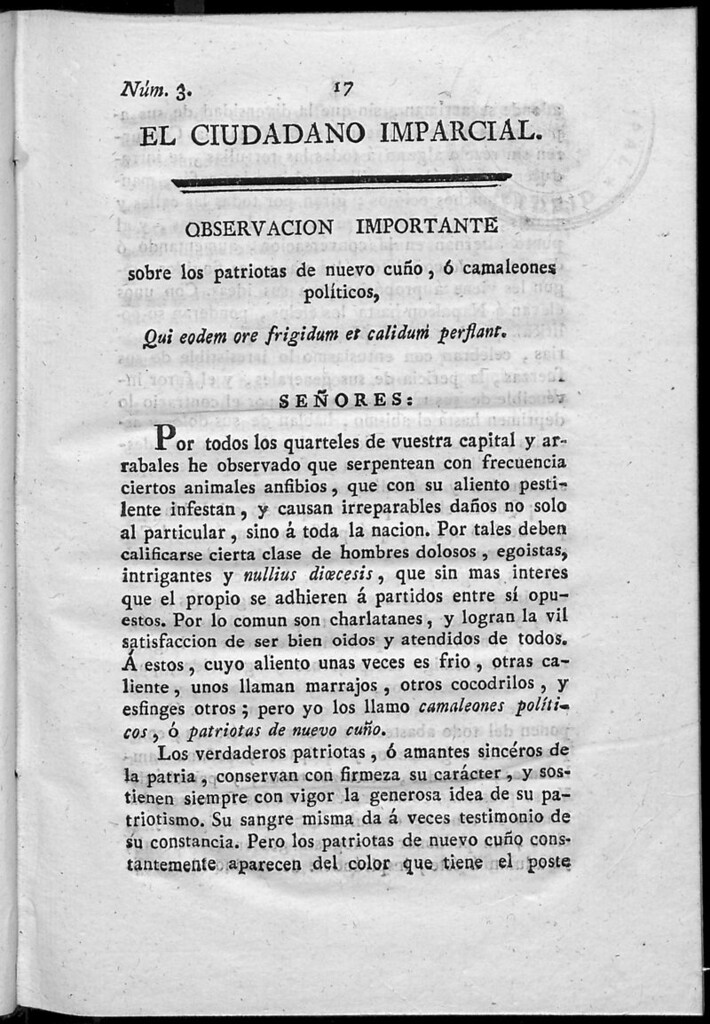 Núm. 3. 17
EL CIUDADANO IMPARCIAL.
OBSERVACION IMPORTANTE
sobre los patriotas de nuevo cuño, ó camaleones
políticos,
Qui eodem ore frigidum et calidum perflant.
SEÑORES:
Por todos los quarteles de vuestra capital y ar-
rabales he observado que serpentean con frecuencia
ciertos animales anfibios, que con su aliento pesti-
lente infestan, y causan irreparables daños no solo
al particular, sino á toda la nacion. Por tales deben
calificarse cierta clase de hombres dolosos, egoistas,
intrigantes y nullius diœcesis, que sin mas interes
que el propio se adhieren á partidos entre sí opu-
estos. Por lo comun son charlatanes, y logran la vil
satisfaccion de ser bien oidos y atendidos de todos.
Á estos, cuyo aliento unas veces es frio, otras ca-
liente, unos llaman marrajos, otros cocodrilos, y
esfinges otros; pero yo los llamo camaleones políti-
cos, ó patriotas de nuevo cuño.
Los verdaderos patriotas, ó amantes sincéros de
la patria, conservan con firmeza su carácter, y sos-
tienen siempre con vigor la generosa idea de su pa-
triotismo. Su sangre misma da á veces testimonio de
su constancia. Pero los patriotas de nuevo cuño cons-
tantemente aparecen del color que tiene el poste